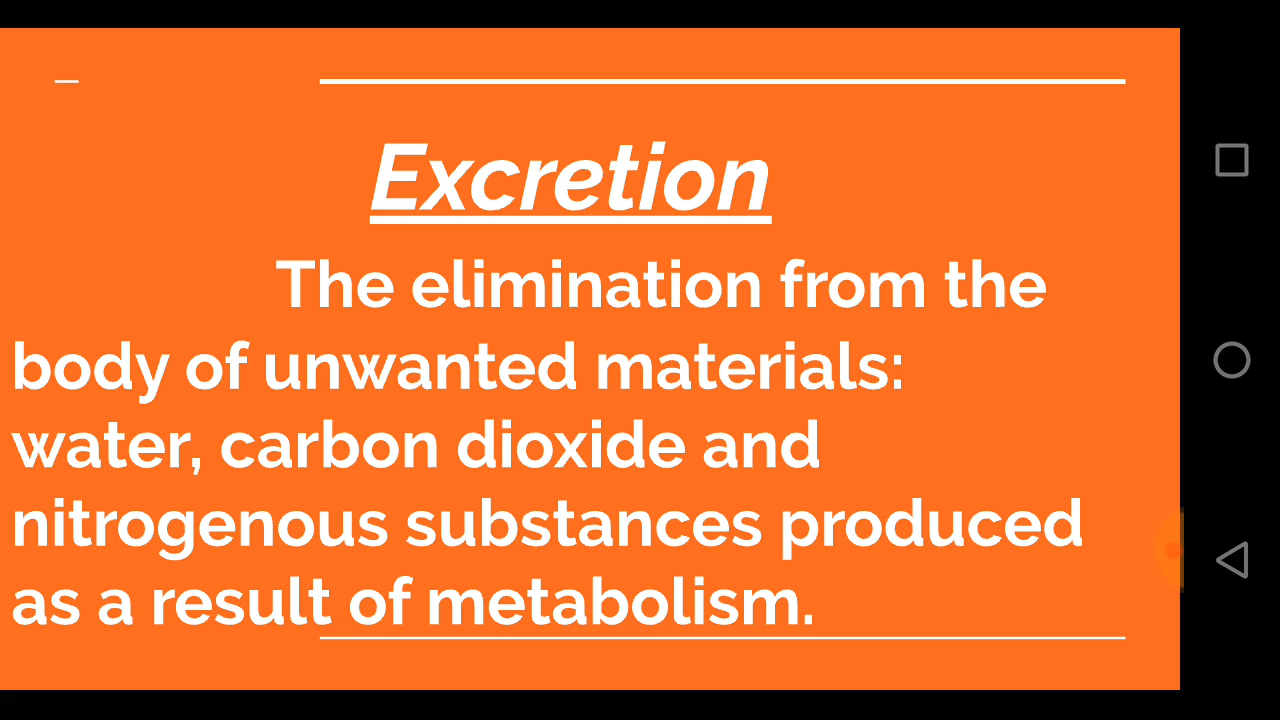 Excretion
The elimination from the
body of unwanted materials:
water, carbon dioxide and
nitrogenous substances produced
as a result of metabolism.